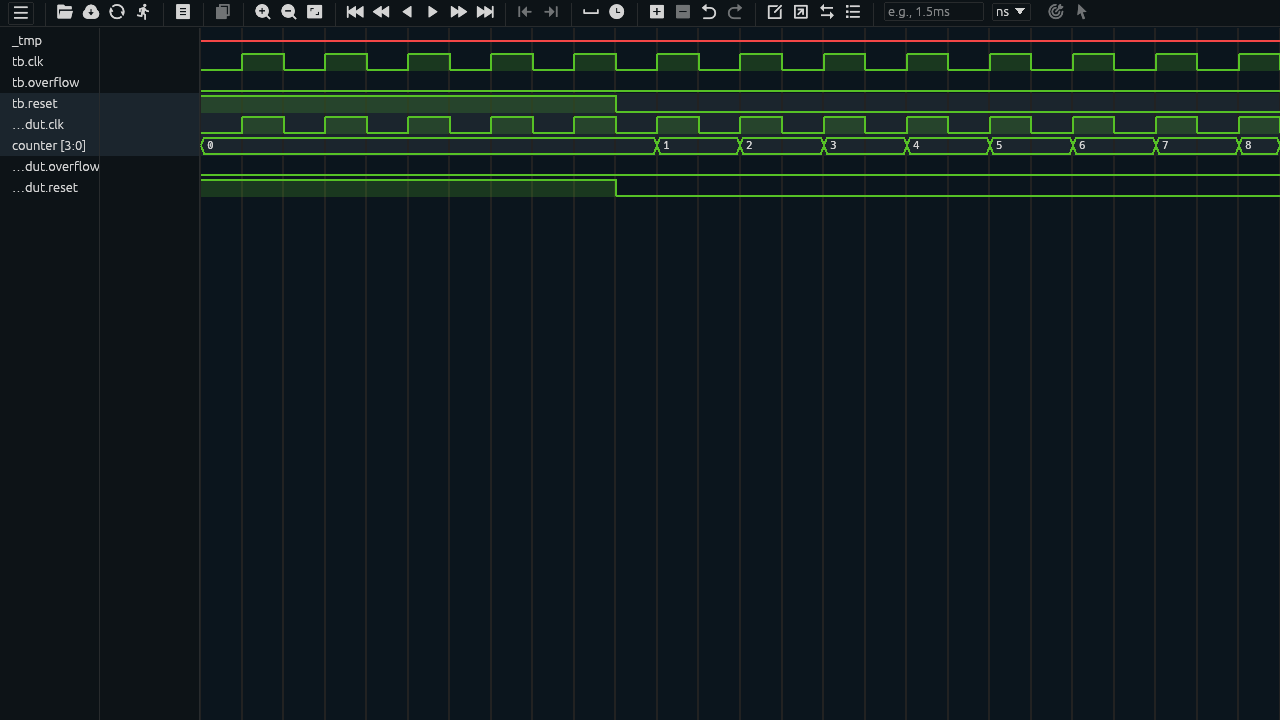 e.g., 1.5ms ns
_tmp
tb.clk
tb.overflow
tb.reset
…dut.clk
counter [3:0] 0 1 2 3 4 5 6 7 8
…dut.overflow
…dut.reset